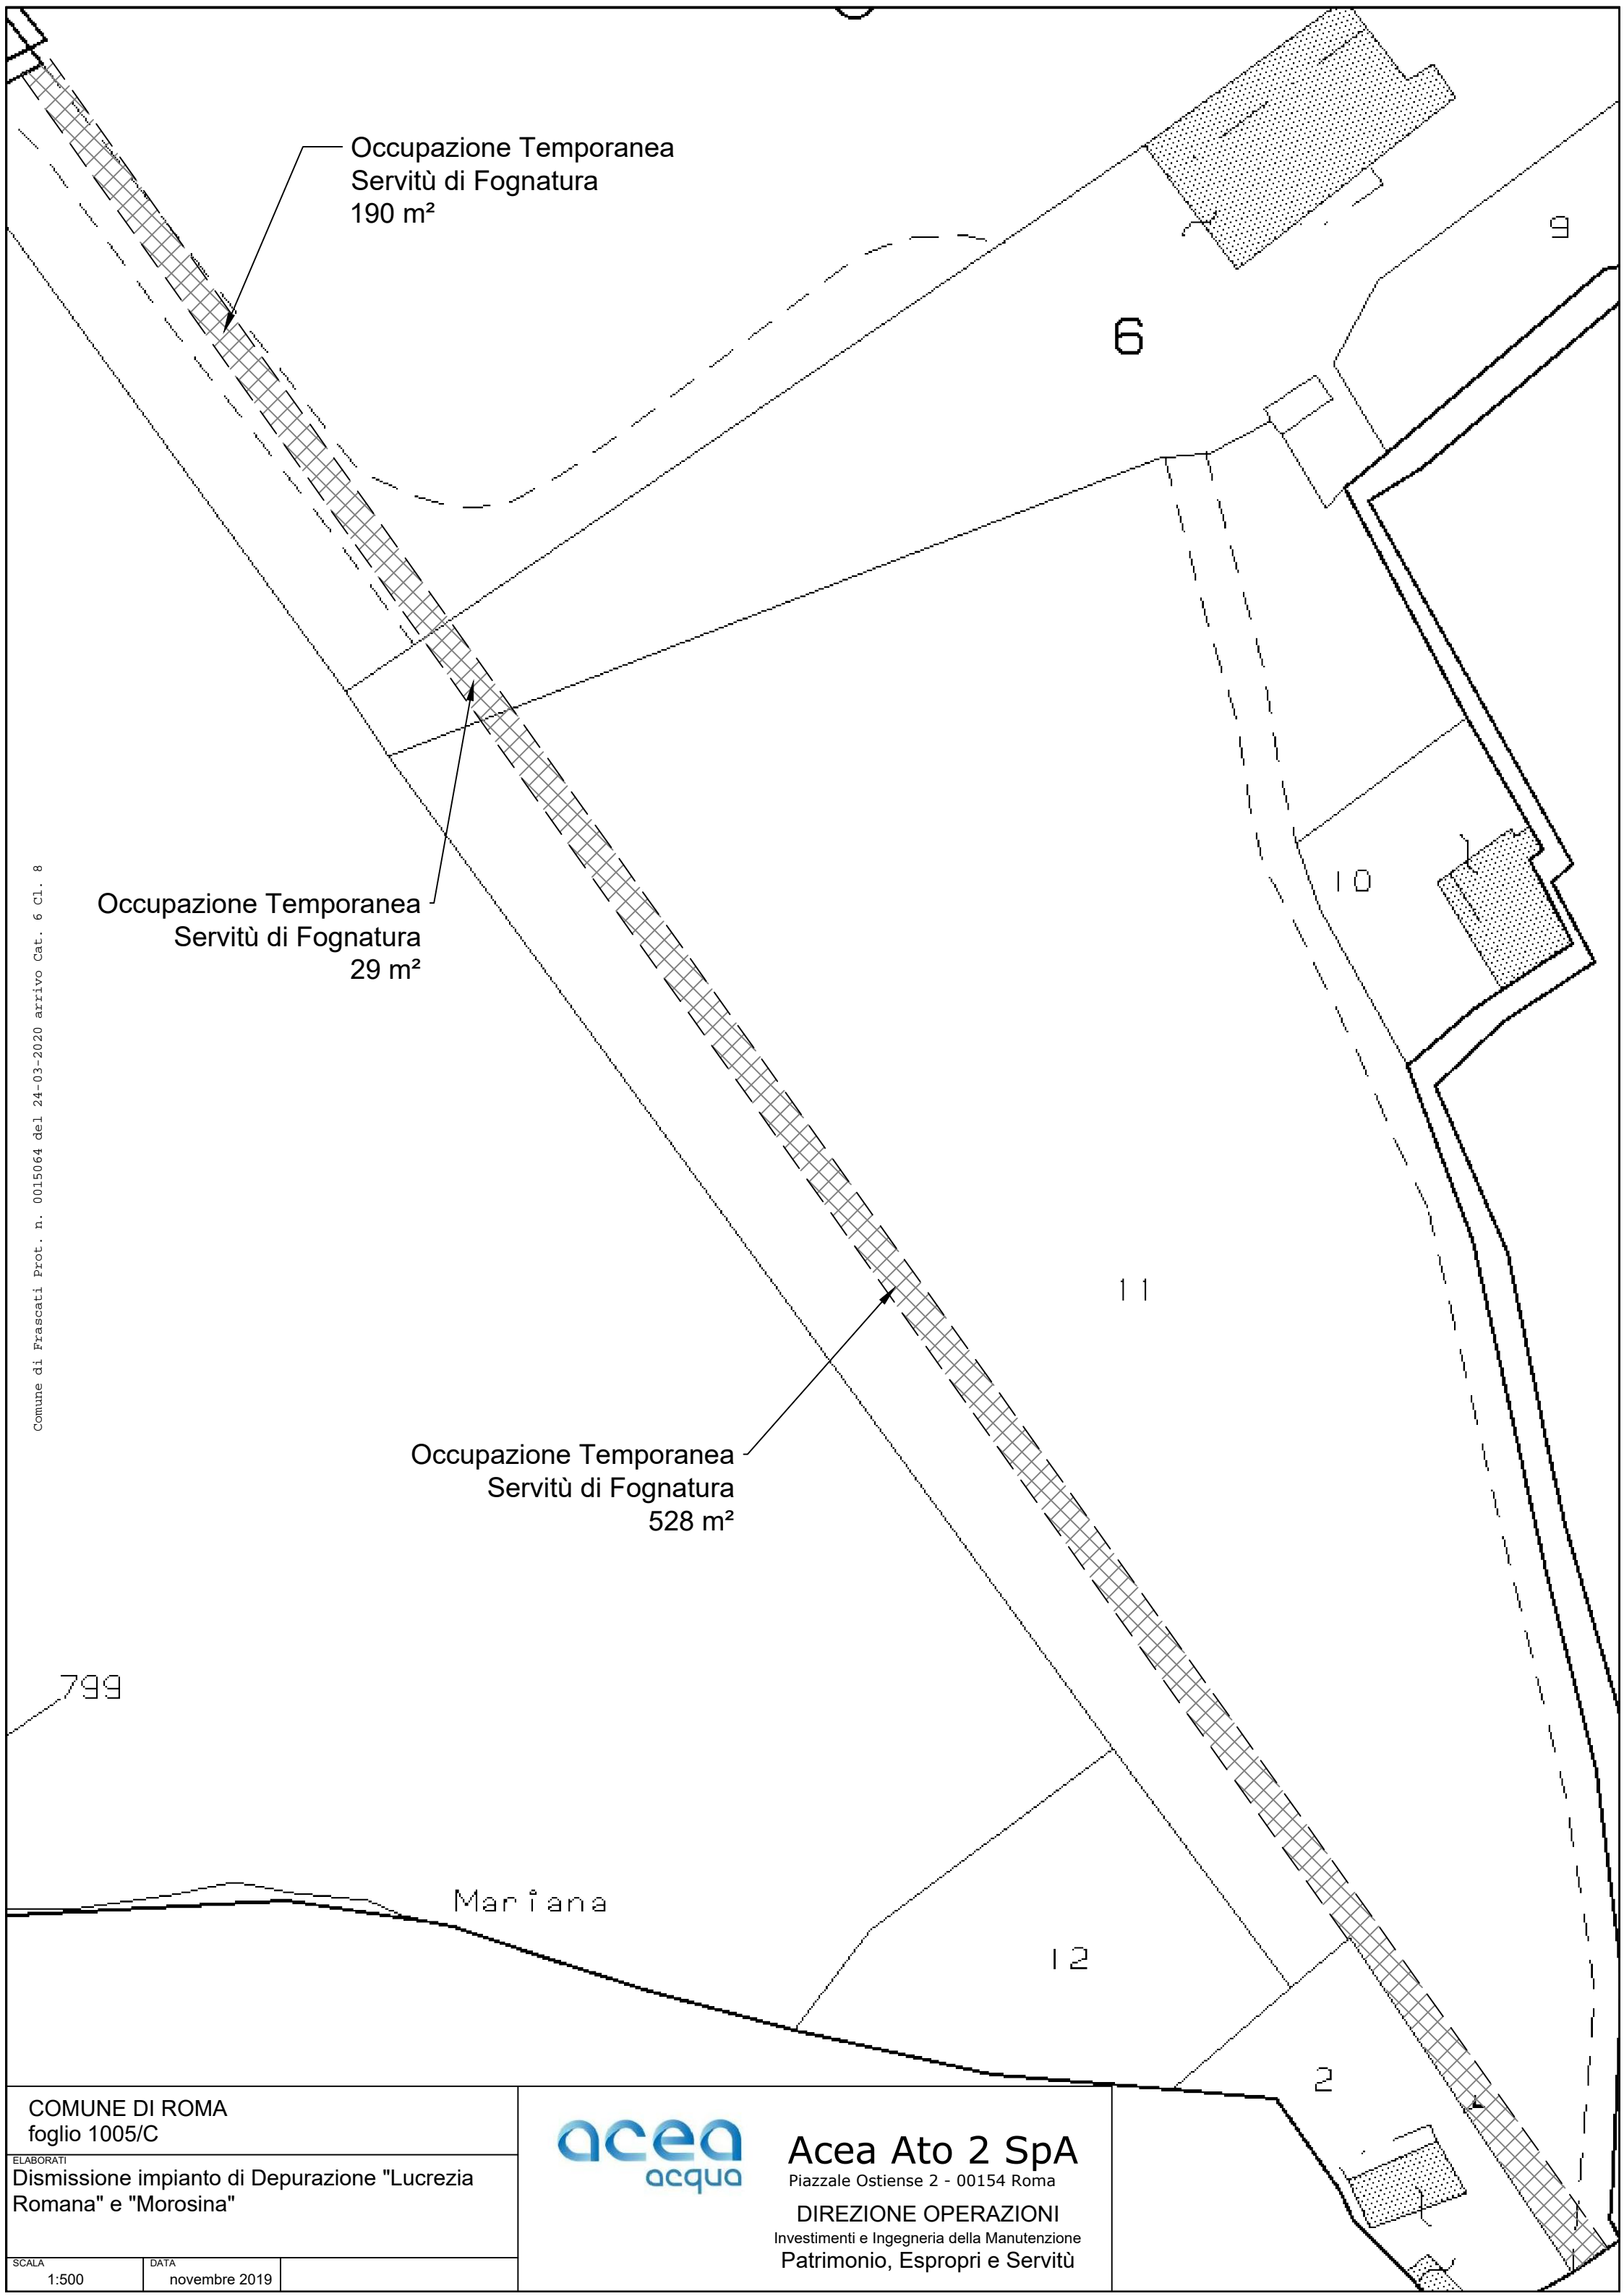 Occupazione Temporanea
Servitù di Fognatura
190 m²
9
6
Occupazione Temporanea
Servitù di Fognatura
29 m²
10
Comune di Frascati Prot. n. 0015064 del 24-03-2020 arrivo Cat. 6 Cl. 8
11
Occupazione Temporanea
Servitù di Fognatura
528 m²
799
Mariana
12
2
COMUNE DI ROMA
foglio 1005/C
ELABORATI
Dismissione impianto di Depurazione "Lucrezia
Romana" e "Morosina"
SCALA
1:500
DATA
novembre 2019
acea
acqua
Acea Ato 2 SpA
Piazzale Ostiense 2 - 00154 Roma
DIREZIONE OPERAZIONI
Investimenti e Ingegneria della Manutenzione
Patrimonio, Espropri e Servitù